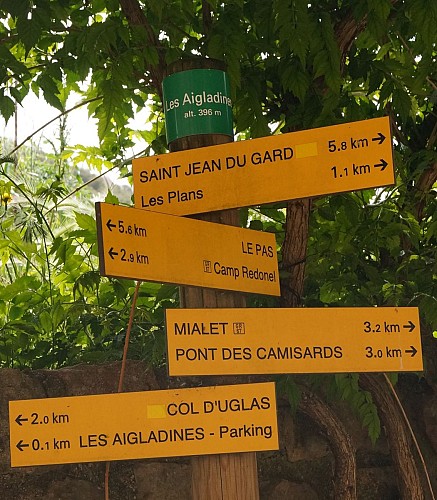 Les Aigladines
alt. 396 m
SAINT JEAN DU GARD 5.8 km →
Les Plans 1.1 km →
← 5.6 km LE PAS
← 2.9 km Camp Redonel
MIALET 3.2 km →
PONT DES CAMISARDS 3.0 km →
← 2.0 km COL D'UGLAS
← 0.1 km LES AIGLADINES - Parking